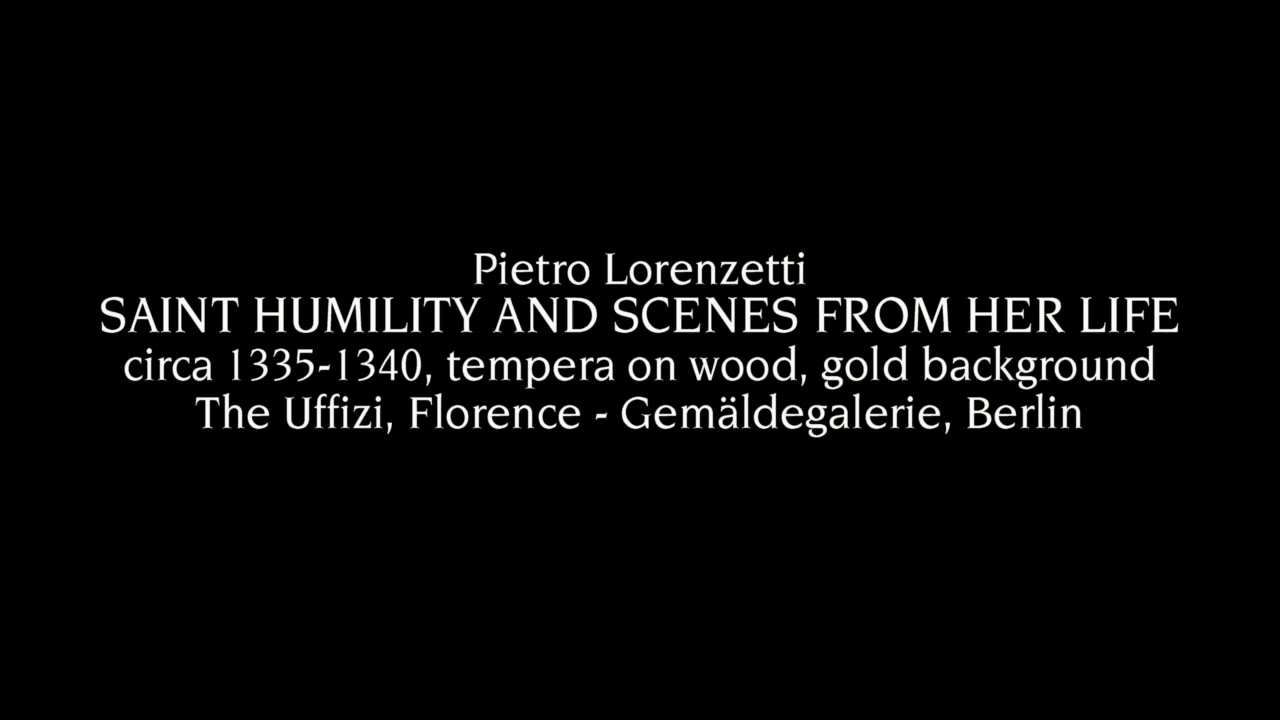 Pietro Lorenzetti
SAINT HUMILITY AND SCENES FROM HER LIFE
circa 1335-1340, tempera on wood, gold background
The Uffizi, Florence - Gemäldegalerie, Berlin